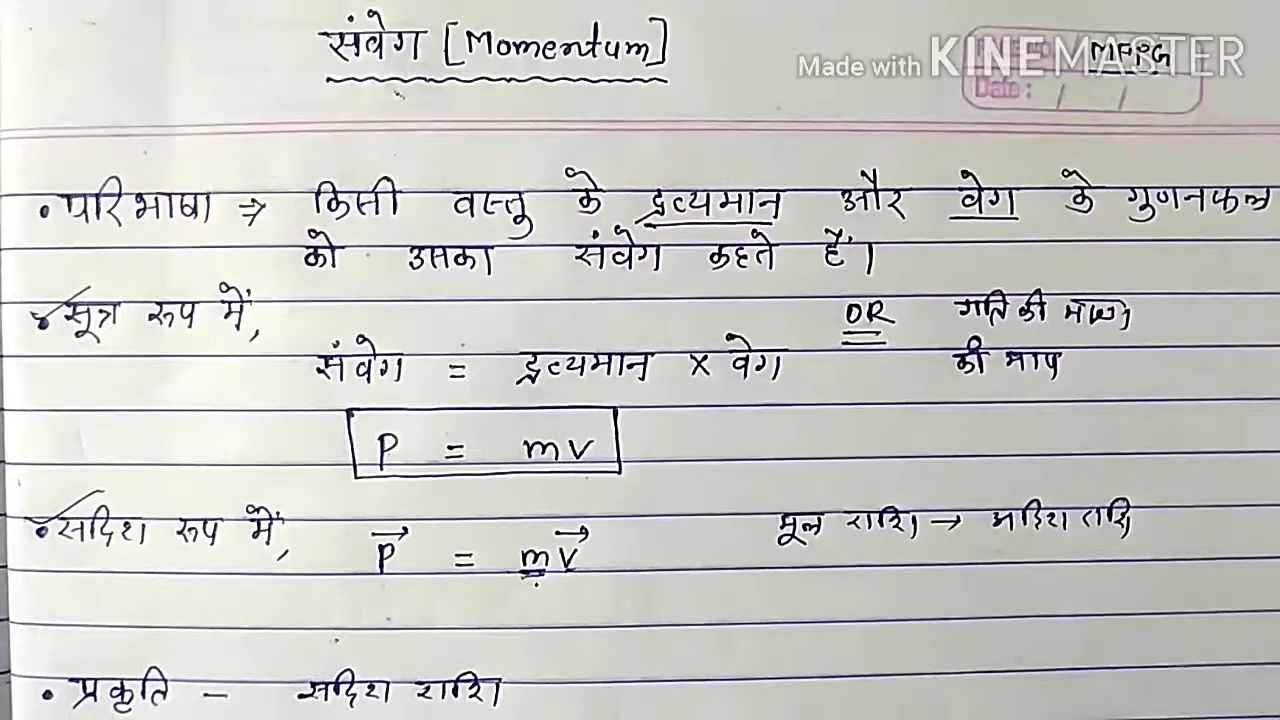 संवेग [Momentum]
Made with KINEMASTER
MPPG
Date: / /
• परिभाषा ⇒ किसी वस्तु के द्रव्यमान और वेग के गुणनफल
को उसका संवेग कहते हैं।
सूत्र रूप में,
OR गति की मात्रा
संवेग = द्रव्यमान × वेग की माप
P = mv
• सदिश रूप में, P⃗ = mv⃗
मूल राशि → अदिश राशि
• प्रकृति – सदिश राशि